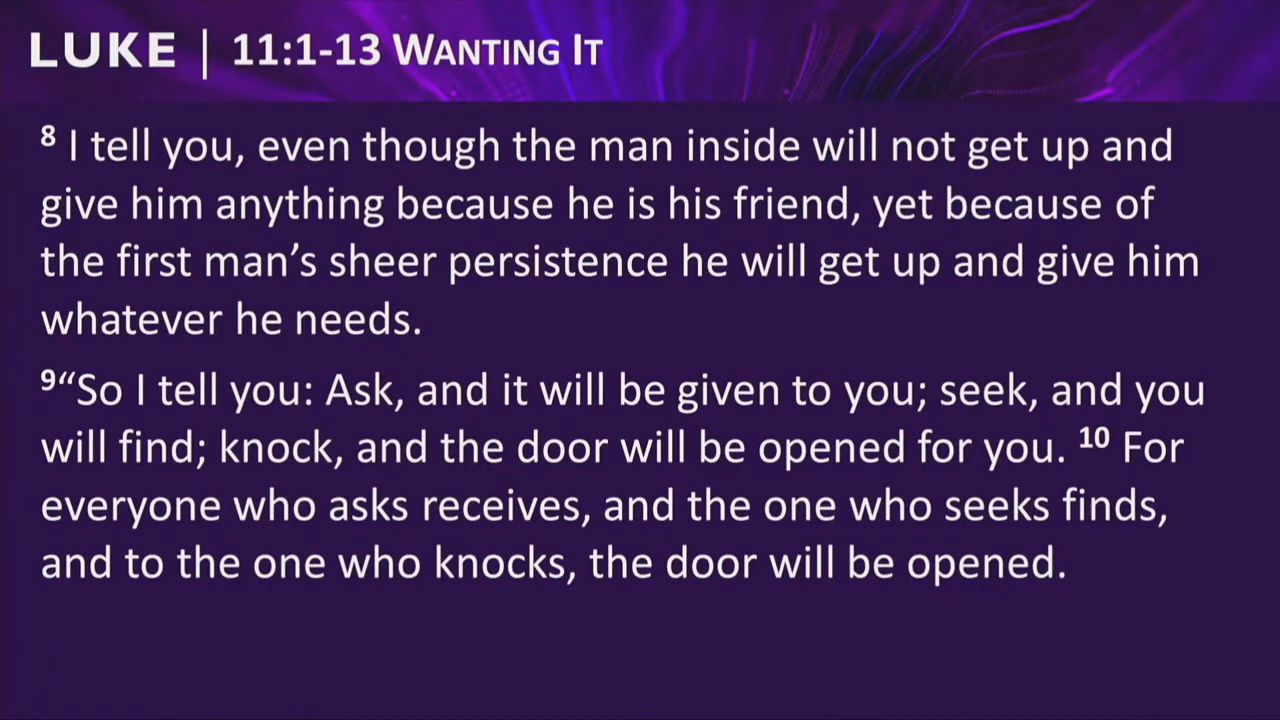 LUKE | 11:1-13 WANTING IT
⁸ I tell you, even though the man inside will not get up and
give him anything because he is his friend, yet because of
the first man’s sheer persistence he will get up and give him
whatever he needs.
⁹“So I tell you: Ask, and it will be given to you; seek, and you
will find; knock, and the door will be opened for you. ¹⁰ For
everyone who asks receives, and the one who seeks finds,
and to the one who knocks, the door will be opened.